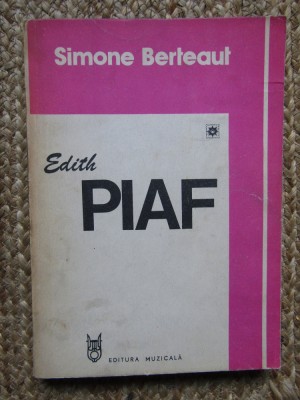 Simone Berteaut
Edith
PIAF
EDITURA MUZICALĂ